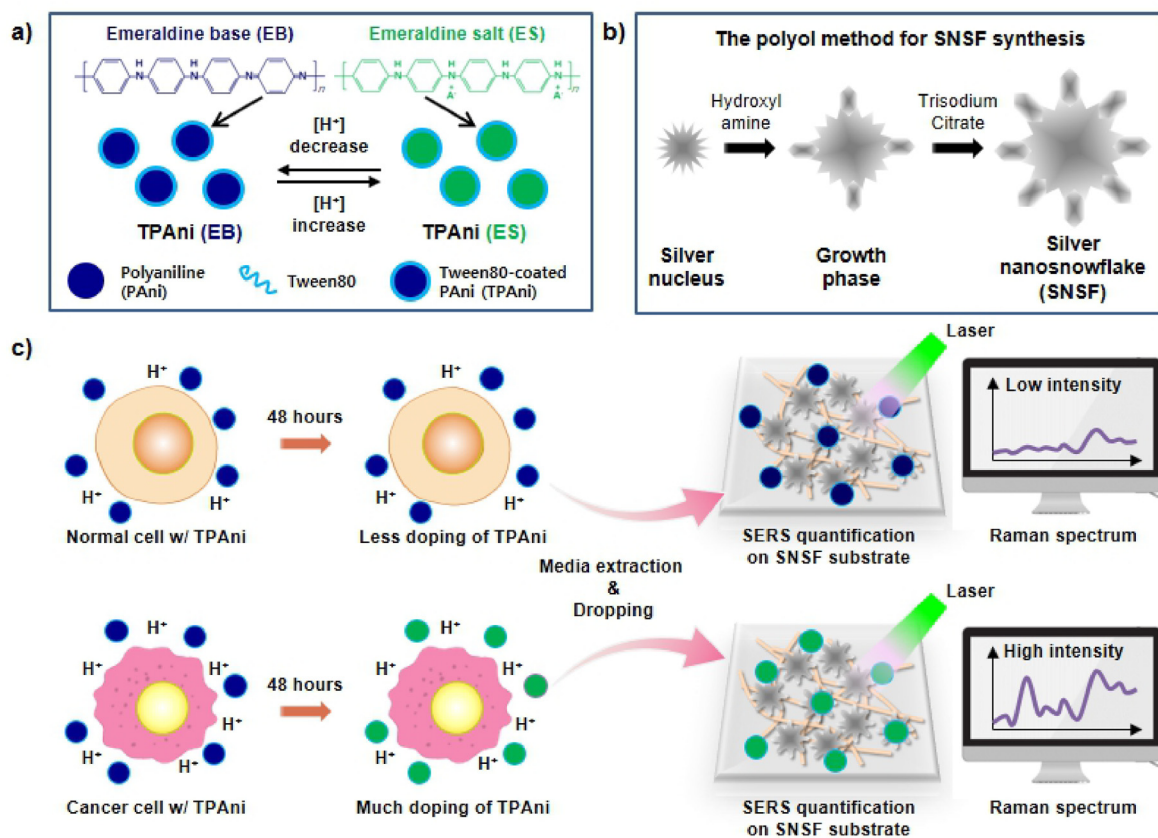 a)
Emeraldine base (EB)
Emeraldine salt (ES)
H H
N N N N n
H H H H
N N N N n
+ +
A- A-
[H+]
decrease
[H+]
increase
TPAni (EB)
TPAni (ES)
Polyaniline
(PAni)
Tween80
Tween80-coated
PAni (TPAni)
b)
The polyol method for SNSF synthesis
Hydroxyl
amine
Trisodium
Citrate
Silver
nucleus
Growth
phase
Silver
nanosnowflake
(SNSF)
c)
H+
H+
H+
Normal cell w/ TPAni
48 hours
H+
H+
H+
Less doping of TPAni
Laser
SERS quantification
on SNSF substrate
Low intensity
Raman spectrum
Media extraction
&
Dropping
H+
H+
H+
H+
H+
H+
Cancer cell w/ TPAni
48 hours
H+
H+
H+
H+
H+
H+
Much doping of TPAni
Laser
SERS quantification
on SNSF substrate
High intensity
Raman spectrum